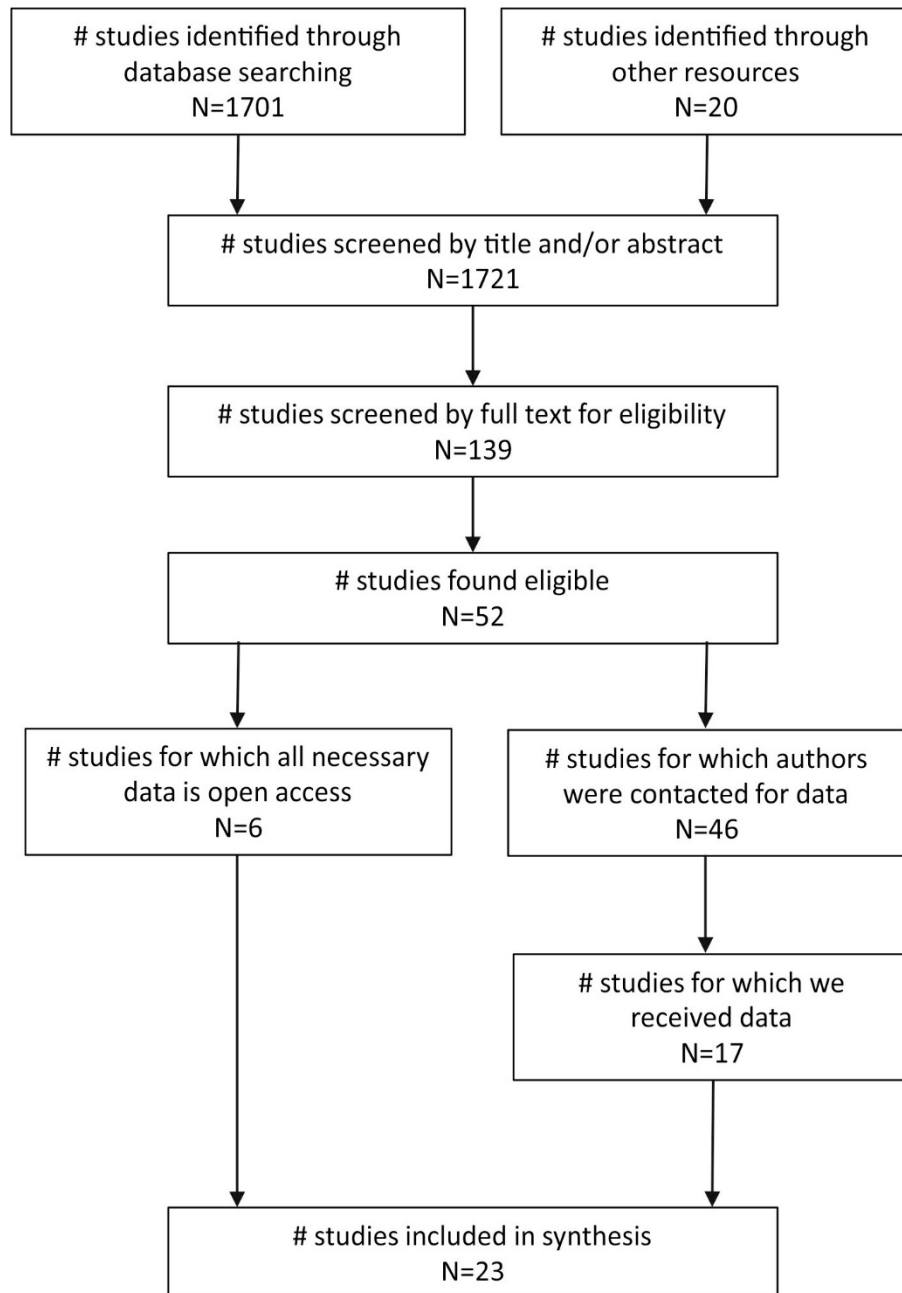 # studies identified through
database searching
N=1701
# studies identified through
other resources
N=20
# studies screened by title and/or abstract
N=1721
# studies screened by full text for eligibility
N=139
# studies found eligible
N=52
# studies for which all necessary
data is open access
N=6
# studies for which authors
were contacted for data
N=46
# studies for which we
received data
N=17
# studies included in synthesis
N=23